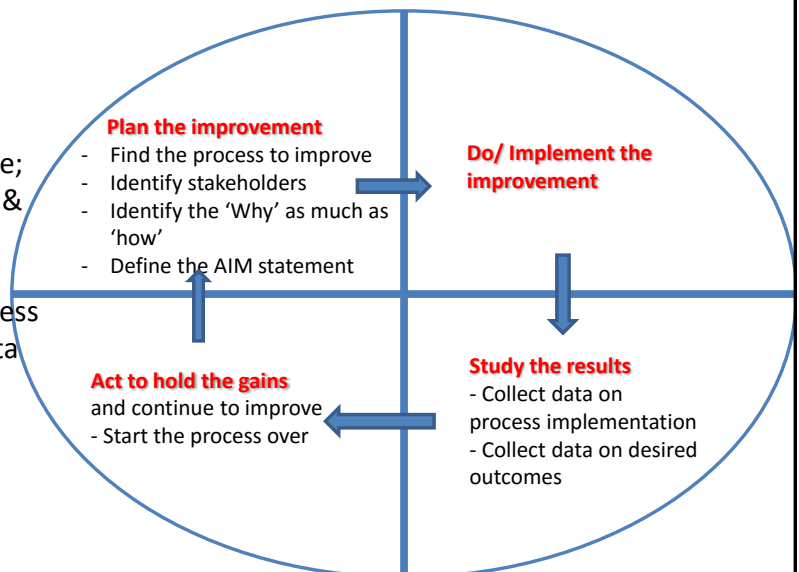 Plan the improvement
- Find the process to improve
- Identify stakeholders
- Identify the ‘Why’ as much as
‘how’
- Define the AIM statement
Do/ Implement the
improvement
e;
&
ess
ta
Act to hold the gains
and continue to improve
- Start the process over
Study the results
- Collect data on
process implementation
- Collect data on desired
outcomes